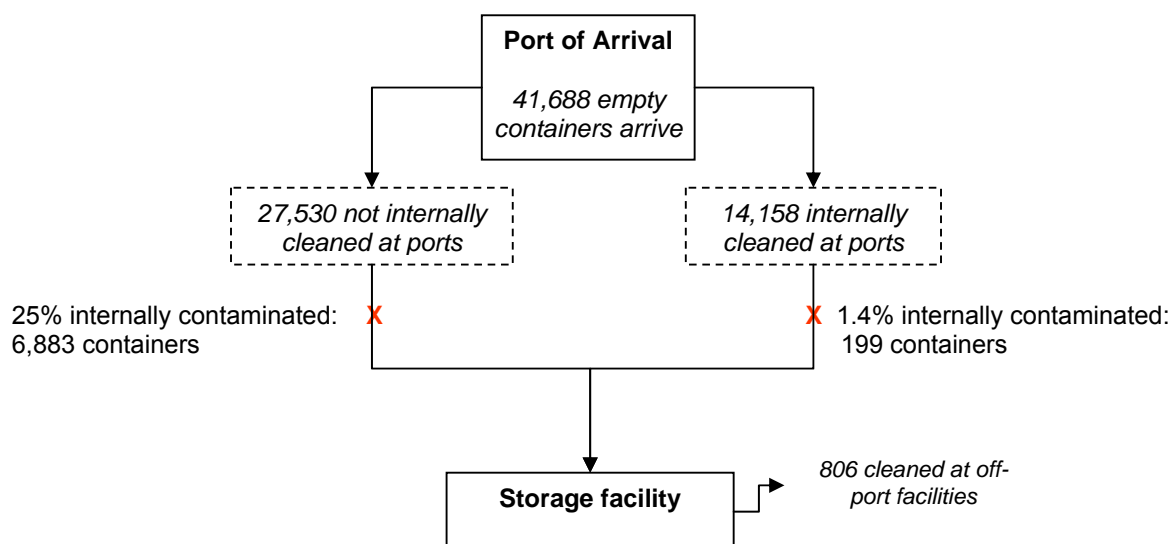 Port of Arrival
41,688 empty
containers arrive
27,530 not internally
cleaned at ports
14,158 internally
cleaned at ports
25% internally contaminated:
6,883 containers
X
X
1.4% internally contaminated:
199 containers
Storage facility
806 cleaned at off-
port facilities